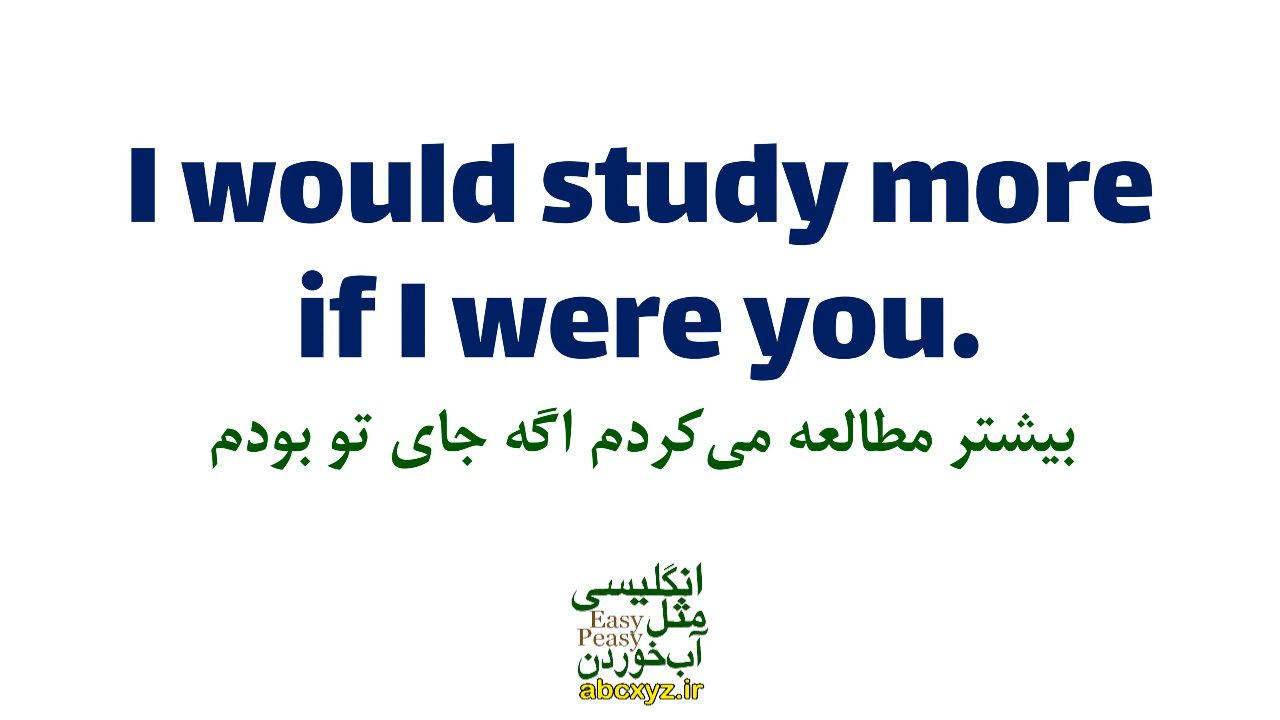 I would study more
if I were you.
بیشتر مطالعه می‌کردم اگه جای تو بودم
انگلیسی
مثل
Easy
Peasy
آب‌خوردن
abcxyz.ir